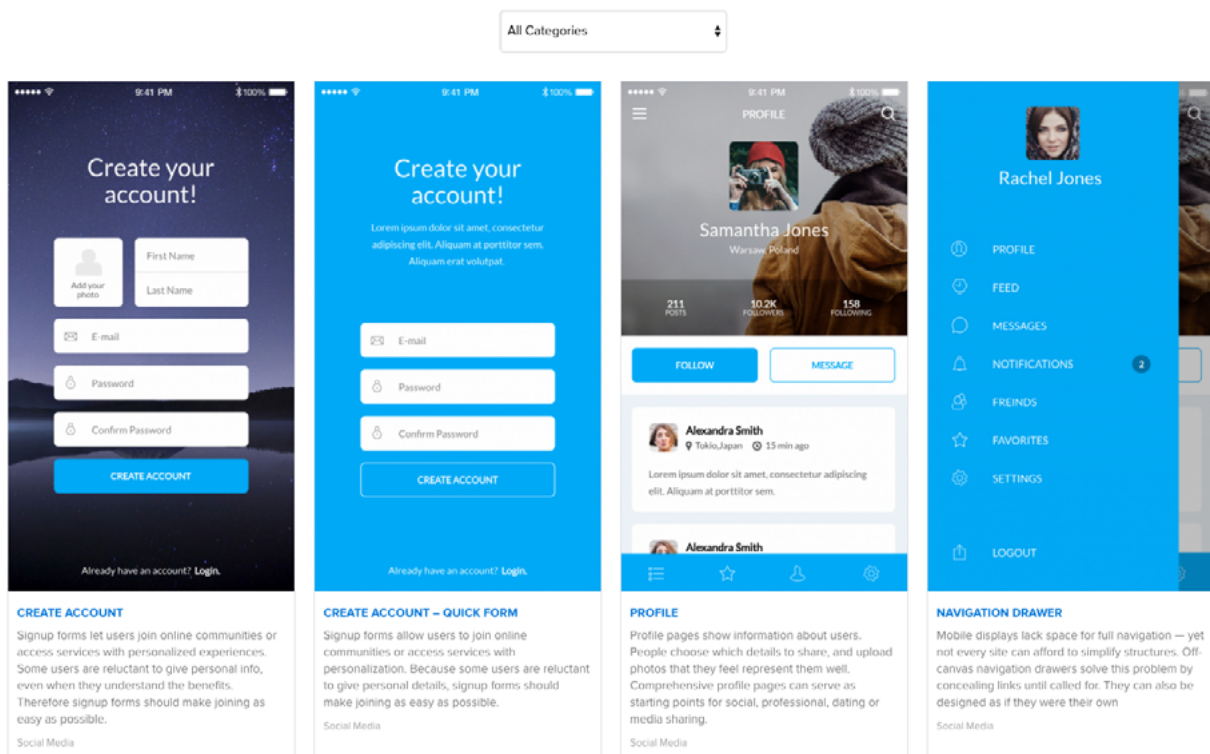 All Categories
9:41 PM
100%
Create your
account!
Add your
photo
First Name
Last Name
E-mail
Password
Confirm Password
CREATE ACCOUNT
Already have an account? Login.
CREATE ACCOUNT
Signup forms let users join online communities or
access services with personalized experiences.
Some users are reluctant to give personal info,
even when they understand the benefits.
Therefore signup forms should make joining as
easy as possible.
Social Media
9:41 PM
100%
Create your
account!
Lorem ipsum dolor sit amet, consectetur
adipiscing elit. Aliquam at porttitor sem.
Aliquam erat volutpat.
E-mail
Password
Confirm Password
CREATE ACCOUNT
Already have an account? Login.
CREATE ACCOUNT – QUICK FORM
Signup forms allow users to join online
communities or access services with
personalization. Because some users are reluctant
to give personal details, signup forms should
make joining as easy as possible.
Social Media
9:41 PM
100%
PROFILE
Samantha Jones
Warsaw, Poland
211
POSTS
10.2K
FOLLOWERS
158
FOLLOWING
FOLLOW
MESSAGE
Alexandra Smith
Tokio,Japan 15 min ago
Lorem ipsum dolor sit amet, consectetur adipiscing
elit. Aliquam at porttitor sem.
Alexandra Smith
PROFILE
Profile pages show information about users.
People choose which details to share, and upload
photos that they feel represent them well.
Comprehensive profile pages can serve as
starting points for social, professional, dating or
media sharing.
Social Media
Rachel Jones
PROFILE
FEED
MESSAGES
NOTIFICATIONS 2
FREINDS
FAVORITES
SETTINGS
LOGOUT
NAVIGATION DRAWER
Mobile displays lack space for full navigation — yet
not every site can afford to simplify structures. Off-
canvas navigation drawers solve this problem by
concealing links until called for. They can also be
designed as if they were their own
Social Media